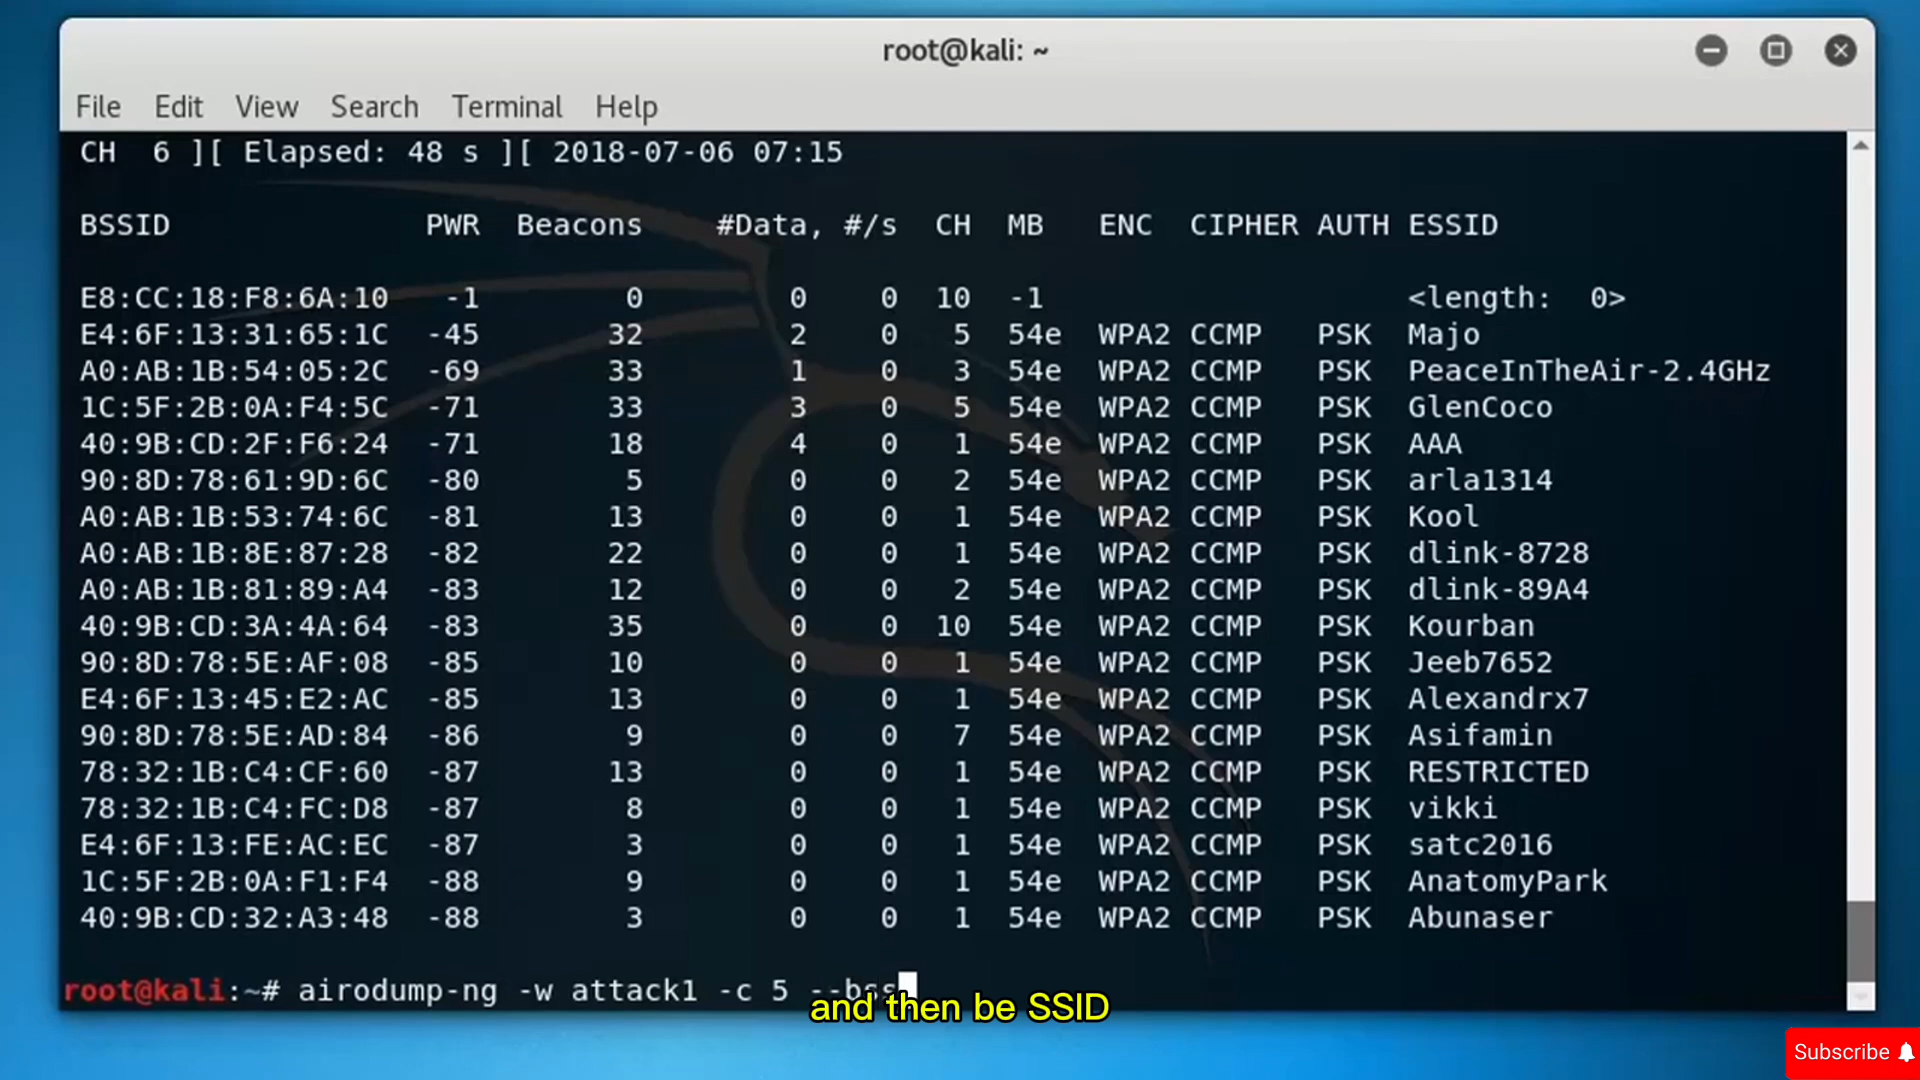 root@kali: ~
File Edit View Search Terminal Help
CH 6 ][ Elapsed: 48 s ][ 2018-07-06 07:15
BSSID PWR Beacons #Data, #/s CH MB ENC CIPHER AUTH ESSID
E8:CC:18:F8:6A:10 -1 0 0 0 10 -1 <length: 0>
E4:6F:13:31:65:1C -45 32 2 0 5 54e WPA2 CCMP PSK Majo
A0:AB:1B:54:05:2C -69 33 1 0 3 54e WPA2 CCMP PSK PeaceInTheAir-2.4GHz
1C:5F:2B:0A:F4:5C -71 33 3 0 5 54e WPA2 CCMP PSK GlenCoco
40:9B:CD:2F:F6:24 -71 18 4 0 1 54e WPA2 CCMP PSK AAA
90:8D:78:61:9D:6C -80 5 0 0 2 54e WPA2 CCMP PSK arla1314
A0:AB:1B:53:74:6C -81 13 0 0 1 54e WPA2 CCMP PSK Kool
A0:AB:1B:8E:87:28 -82 22 0 0 1 54e WPA2 CCMP PSK dlink-8728
A0:AB:1B:81:89:A4 -83 12 0 0 2 54e WPA2 CCMP PSK dlink-89A4
40:9B:CD:3A:4A:64 -83 35 0 0 10 54e WPA2 CCMP PSK Kourban
90:8D:78:5E:AF:08 -85 10 0 0 1 54e WPA2 CCMP PSK Jeeb7652
E4:6F:13:45:E2:AC -85 13 0 0 1 54e WPA2 CCMP PSK Alexandrx7
90:8D:78:5E:AD:84 -86 9 0 0 7 54e WPA2 CCMP PSK Asifamin
78:32:1B:C4:CF:60 -87 13 0 0 1 54e WPA2 CCMP PSK RESTRICTED
78:32:1B:C4:FC:D8 -87 8 0 0 1 54e WPA2 CCMP PSK vikki
E4:6F:13:FE:AC:EC -87 3 0 0 1 54e WPA2 CCMP PSK satc2016
1C:5F:2B:0A:F1:F4 -88 9 0 0 1 54e WPA2 CCMP PSK AnatomyPark
40:9B:CD:32:A3:48 -88 3 0 0 1 54e WPA2 CCMP PSK Abunaser
root@kali:~# airodump-ng -w attack1 -c 5 --bss
and then be SSID
Subscribe